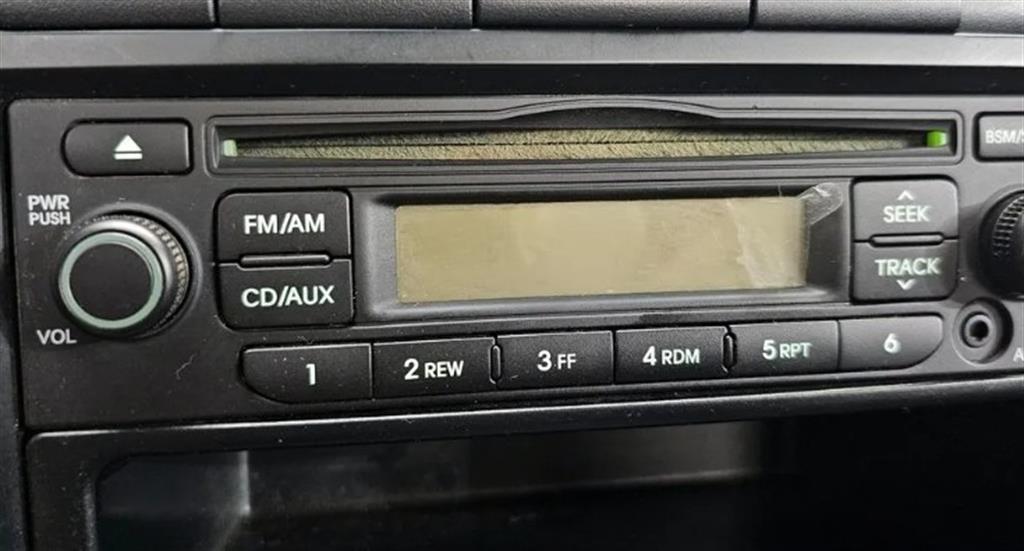 BSM/
PWR
PUSH
FM/AM
SEEK
CD/AUX
TRACK
VOL
1
2 REW
3 FF
4 RDM
5 RPT
6
A